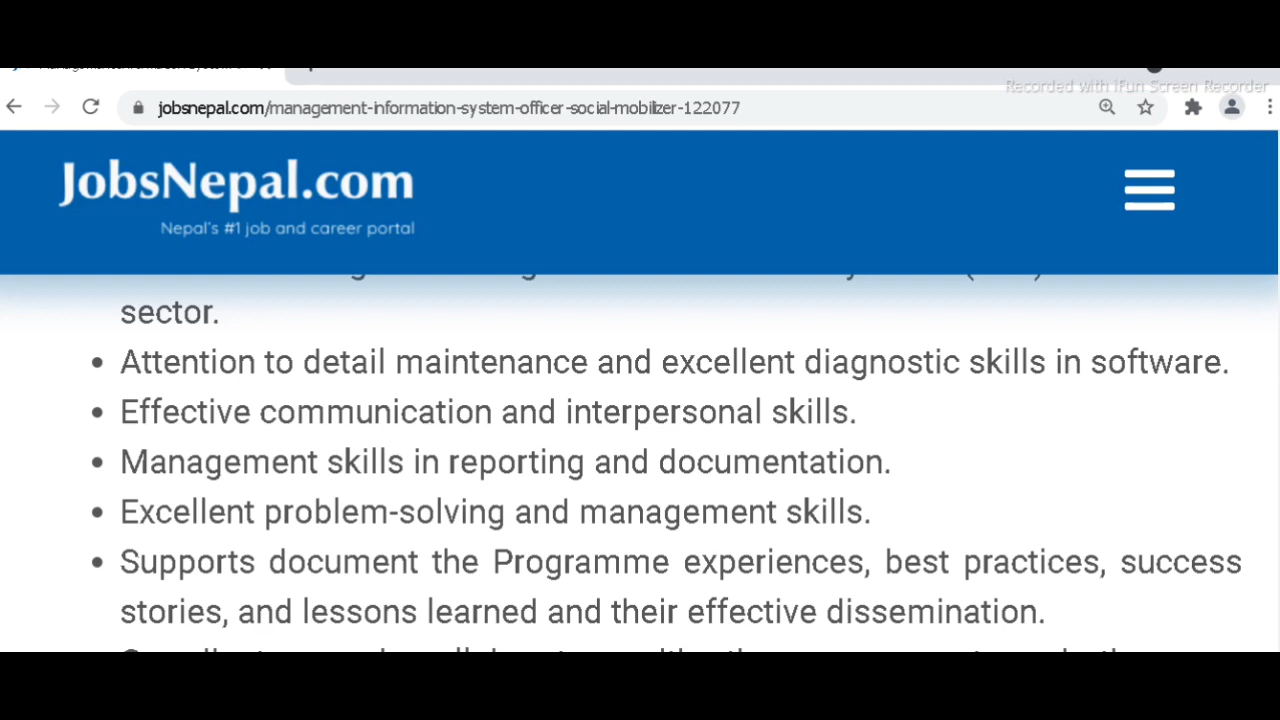 Recorded with iFun Screen Recorder
jobsnepal.com/management-information-system-officer-social-mobilizer-122077
JobsNepal.com
Nepal's #1 job and career portal
sector.
Attention to detail maintenance and excellent diagnostic skills in software.
Effective communication and interpersonal skills.
Management skills in reporting and documentation.
Excellent problem-solving and management skills.
Supports document the Programme experiences, best practices, success
stories, and lessons learned and their effective dissemination.